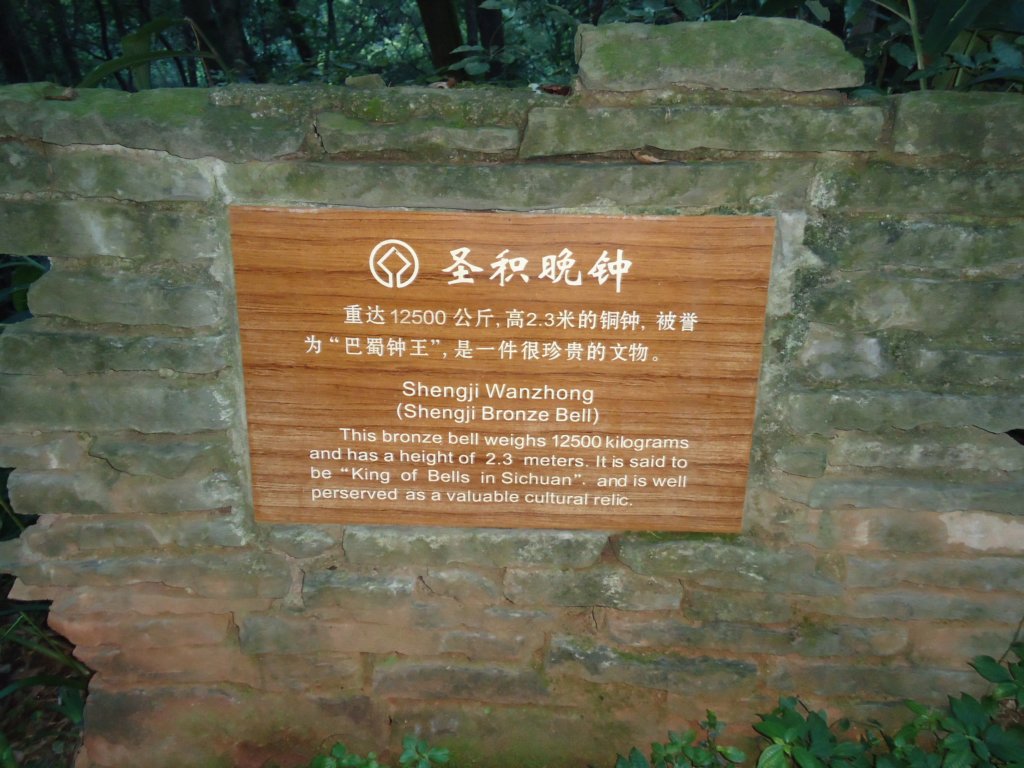 圣积晚钟
重达12500 公斤, 高2.3米的铜钟, 被誉
为“巴蜀钟王”, 是一件很珍贵的文物。
Shengji Wanzhong
(Shengji Bronze Bell)
This bronze bell weighs 12500 kilograms
and has a height of 2.3 meters. It is said to
be “King of Bells in Sichuan”. and is well
perserved as a valuable cultural relic.